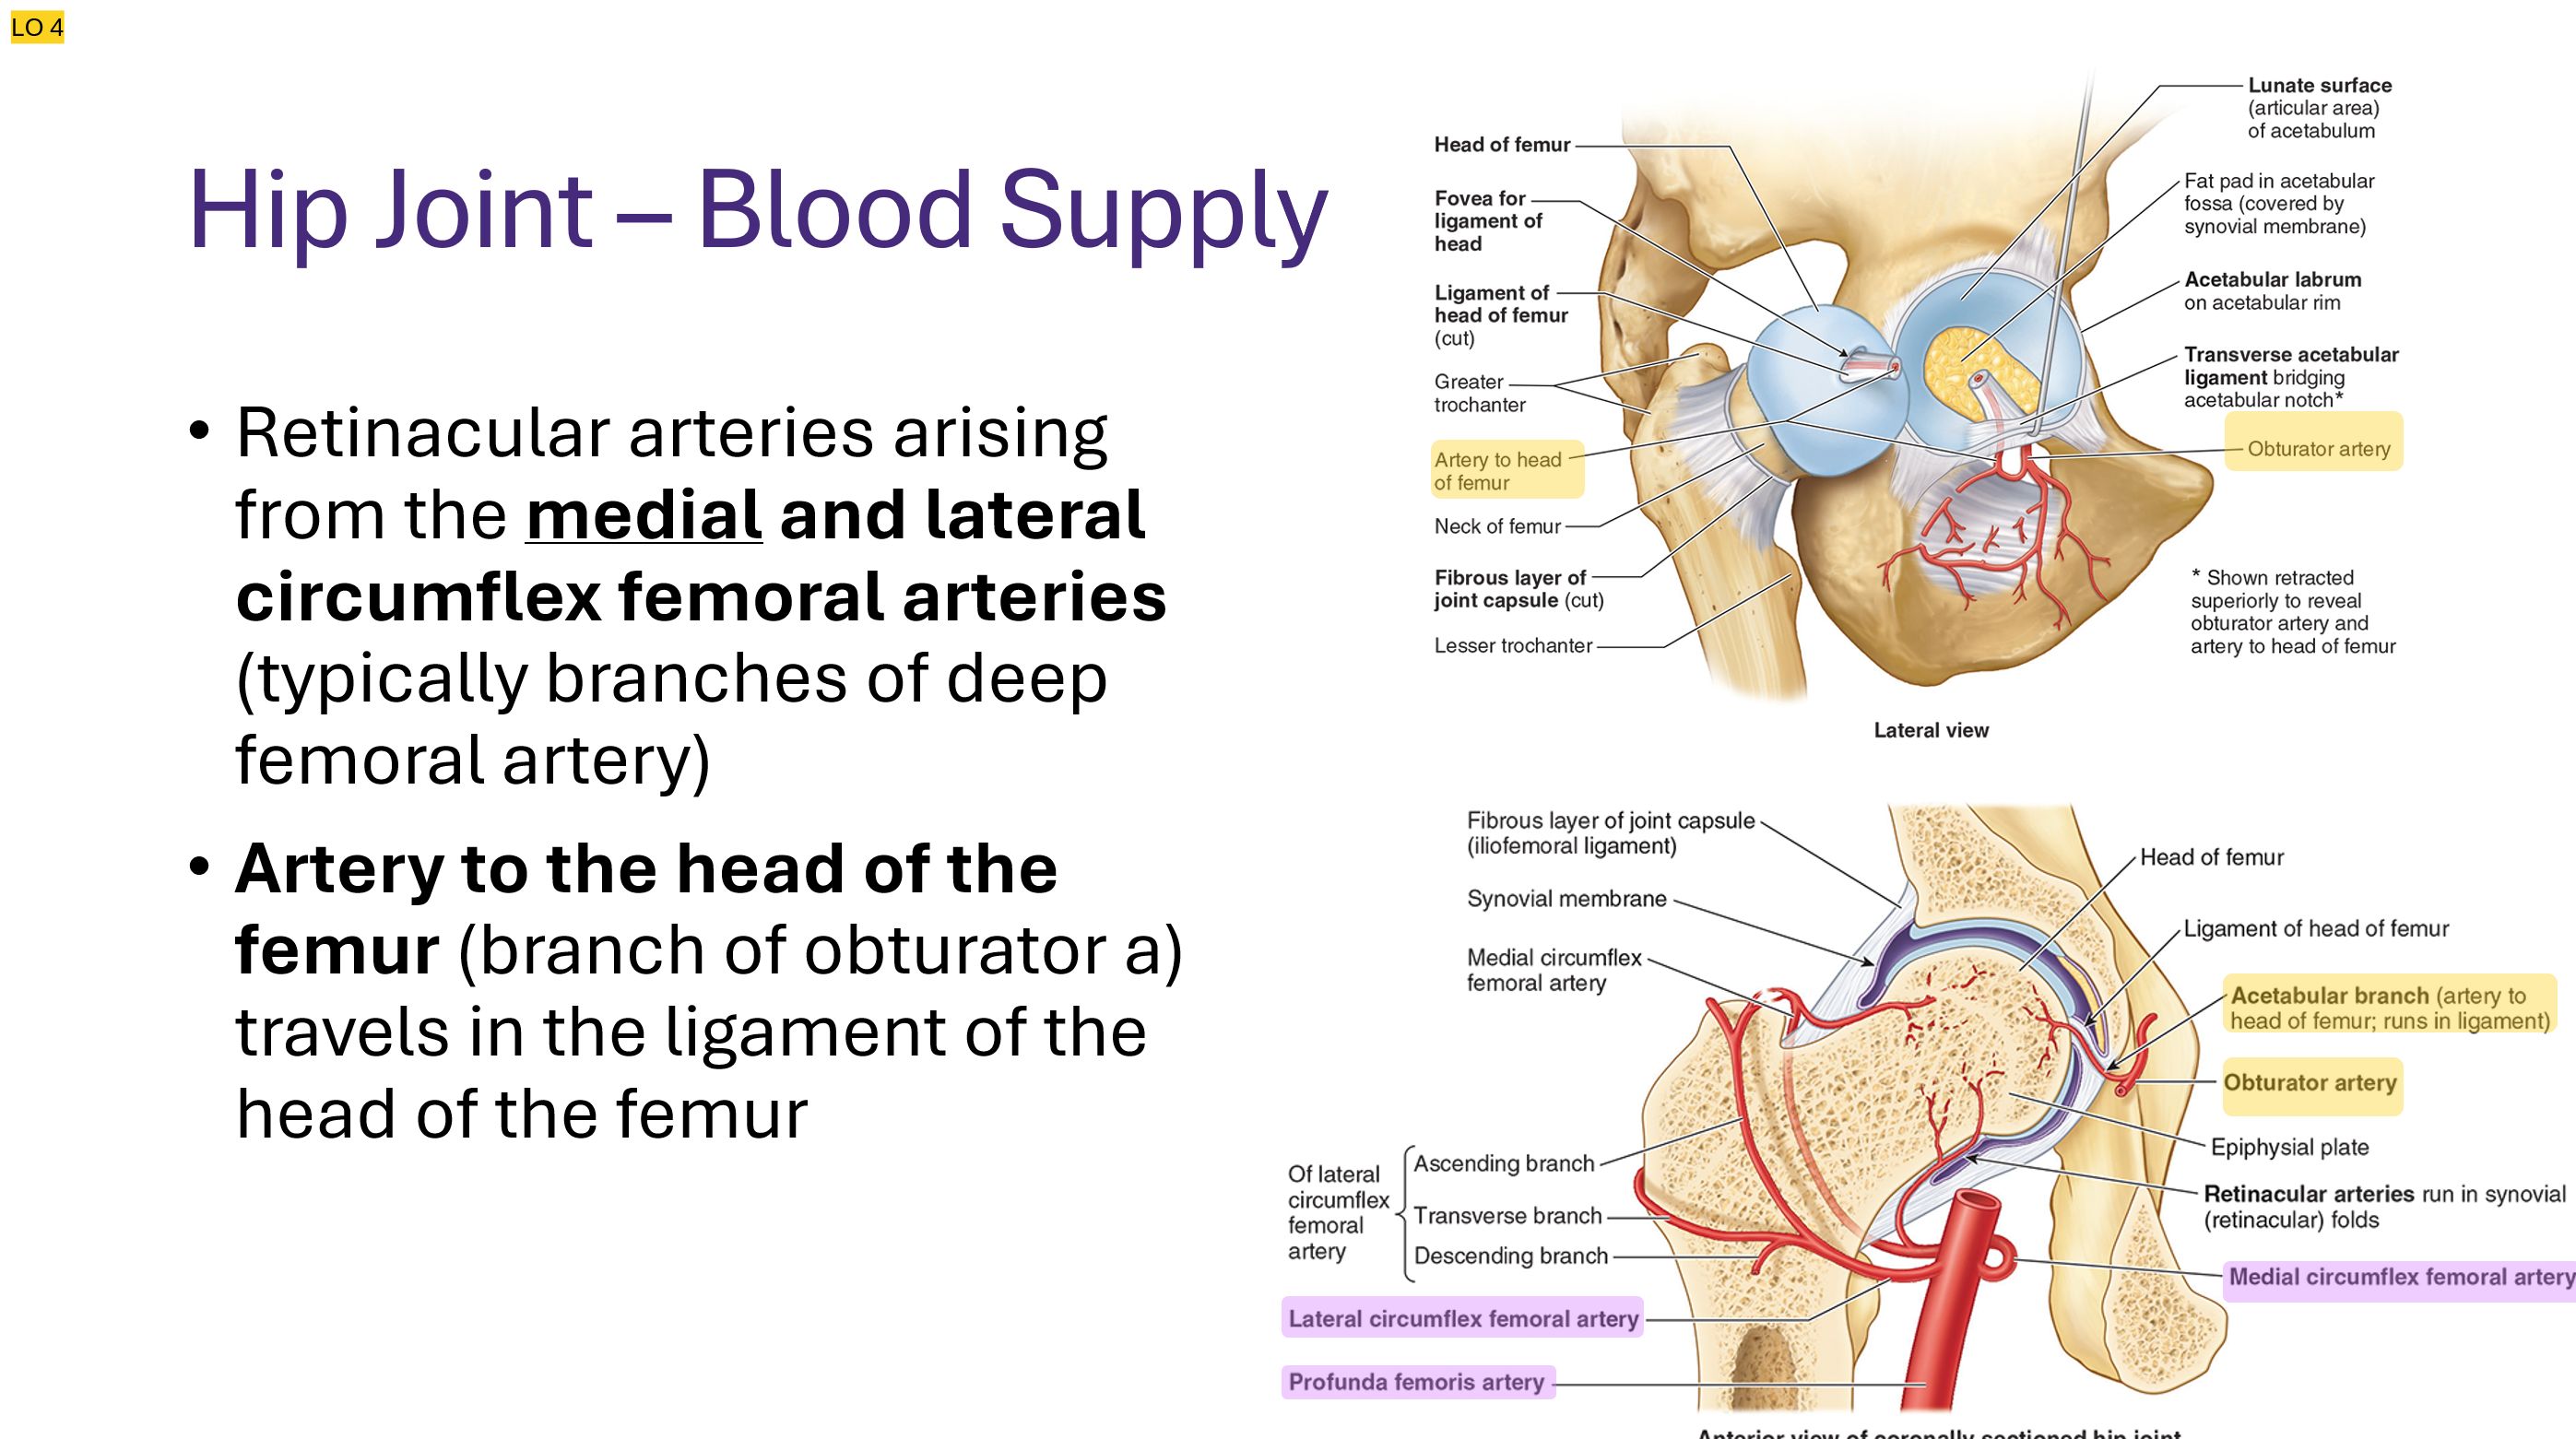 LO 4
Hip Joint – Blood Supply
• Retinacular arteries arising
from the medial and lateral
circumflex femoral arteries
(typically branches of deep
femoral artery)
• Artery to the head of the
femur (branch of obturator a)
travels in the ligament of the
head of the femur
Head of femur
Fovea for
ligament of
head
Ligament of
head of femur
(cut)
Greater
trochanter
Artery to head
of femur
Neck of femur
Fibrous layer of
joint capsule (cut)
Lesser trochanter
Lunate surface
(articular area)
of acetabulum
Fat pad in acetabular
fossa (covered by
synovial membrane)
Acetabular labrum
on acetabular rim
Transverse acetabular
ligament bridging
acetabular notch*
Obturator artery
* Shown retracted
superiorly to reveal
obturator artery and
artery to head of femur
Lateral view
Fibrous layer of joint capsule
(iliofemoral ligament)
Synovial membrane
Medial circumflex
femoral artery
Of lateral
circumflex
femoral
artery
Ascending branch
Transverse branch
Descending branch
Lateral circumflex femoral artery
Profunda femoris artery
Head of femur
Ligament of head of femur
Acetabular branch (artery to
head of femur; runs in ligament)
Obturator artery
Epiphysial plate
Retinacular arteries run in synovial
(retinacular) folds
Medial circumflex femoral artery
Anterior view of coronally sectioned hip joint